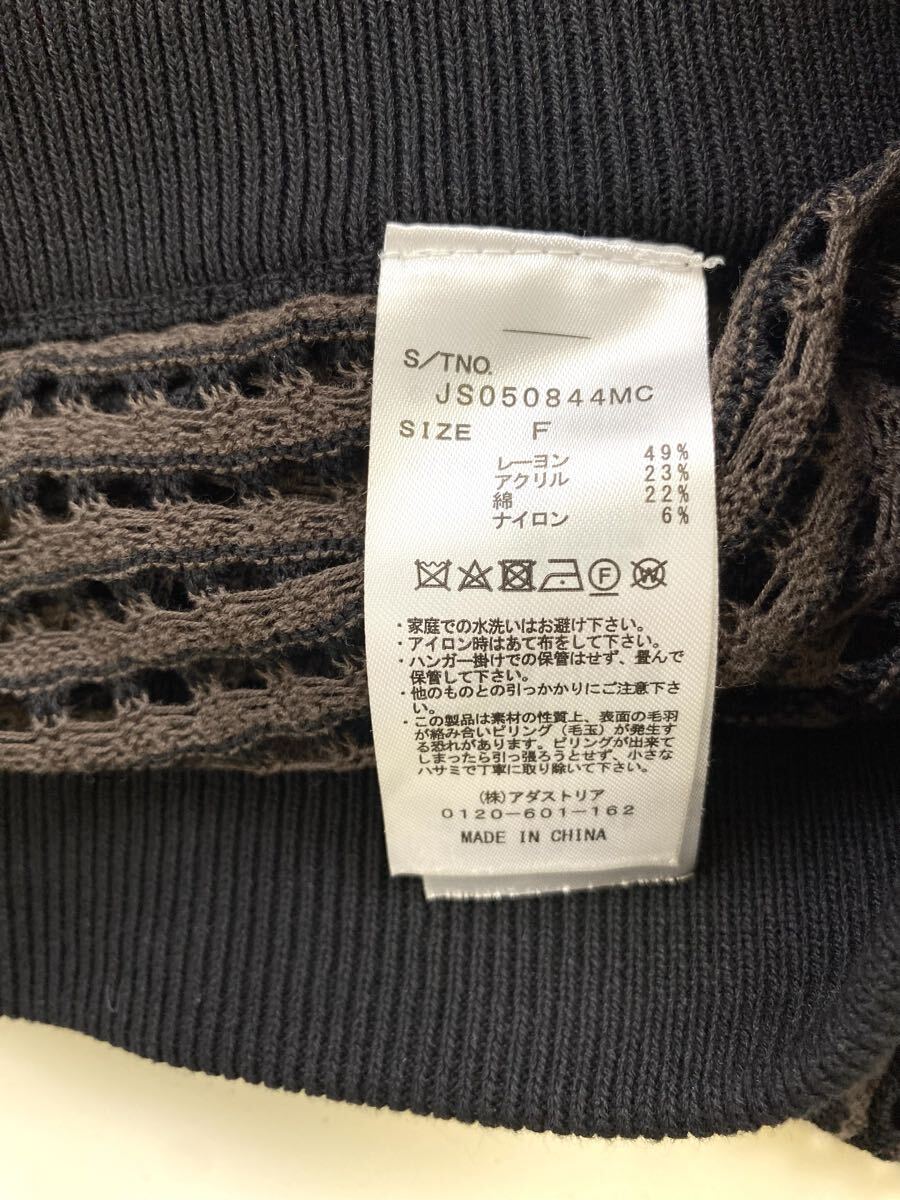 S/TNO.
JS050844MC
SIZE F
レーヨン 49%
アクリル 23%
綿 22%
ナイロン 6%
F W
・家庭での水洗いはお避け下さい。
・アイロン時はあて布をして下さい。
・ハンガー掛けでの保管はせず、畳んで
保管して下さい。
・他のものとの引っかかりにご注意下さ
い。
・この製品は素材の性質上、表面の毛羽
が絡み合いピリング（毛玉）が発生す
る恐れがあります。ピリングが出来て
しまったら引っ張ろうとせず、小さな
ハサミで丁寧に取り除いて下さい。
(株)アダストリア
0120-601-162
MADE IN CHINA